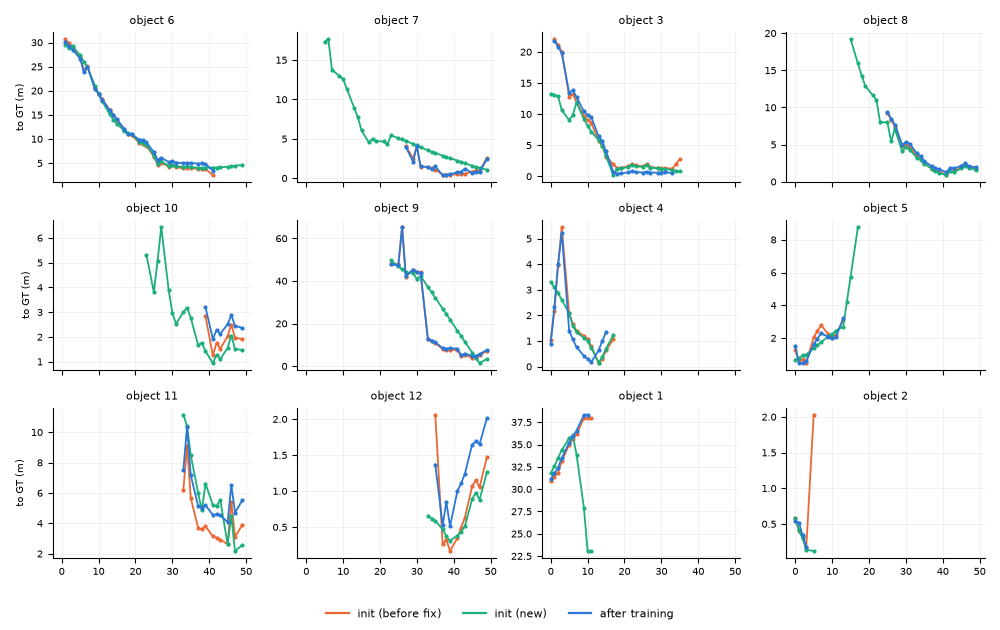 object 6
object 7
object 3
object 8
to GT (m)
30
25
20
15
10
5
15
10
5
0
20
15
10
5
0
20
15
10
5
0
object 10
object 9
object 4
object 5
to GT (m)
6
5
4
3
2
1
60
40
20
0
5
4
3
2
1
0
8
6
4
2
object 11
object 12
object 1
object 2
to GT (m)
10
8
6
4
2
2.0
1.5
1.0
0.5
37.5
35.0
32.5
30.0
27.5
25.0
22.5
2.0
1.5
1.0
0.5
0 10 20 30 40 50
0 10 20 30 40 50
0 10 20 30 40 50
0 10 20 30 40 50
init (before fix)
init (new)
after training